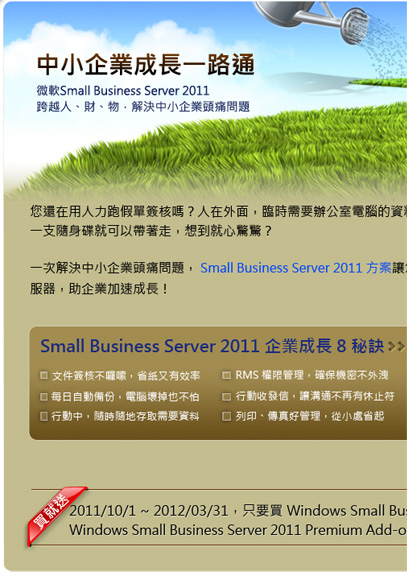 中小企業成長一路通
微軟Small Business Server 2011
跨越人、財、物，解決中小企業頭痛問題
您還在用人力跑假單簽核嗎？人在外面，臨時需要辦公室電腦的資
一支隨身碟就可以帶著走，想到就心驚驚？
一次解決中小企業頭痛問題， Small Business Server 2011 方案讓
服器，助企業加速成長！
Small Business Server 2011 企業成長 8 秘訣
文件簽核不囉嗦，省紙又有效率
RMS 權限管理，確保機密不外洩
每日自動備份，電腦壞掉也不怕
行動收發信，讓溝通不再有休止符
行動中，隨時隨地存取需要資料
列印、傳真好管理，從小處省起
買就送
2011/10/1 ~ 2012/03/31，只要買 Windows Small Bu
Windows Small Business Server 2011 Premium Add-o